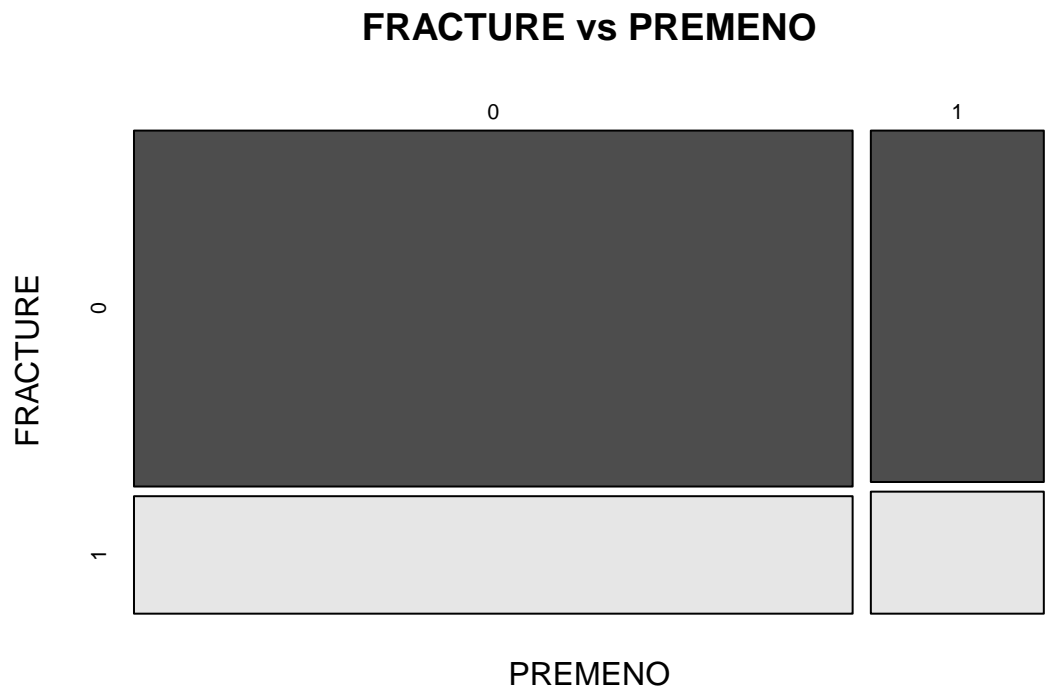 FRACTURE vs PREMENO
0 1
FRACTURE
0
1
PREMENO